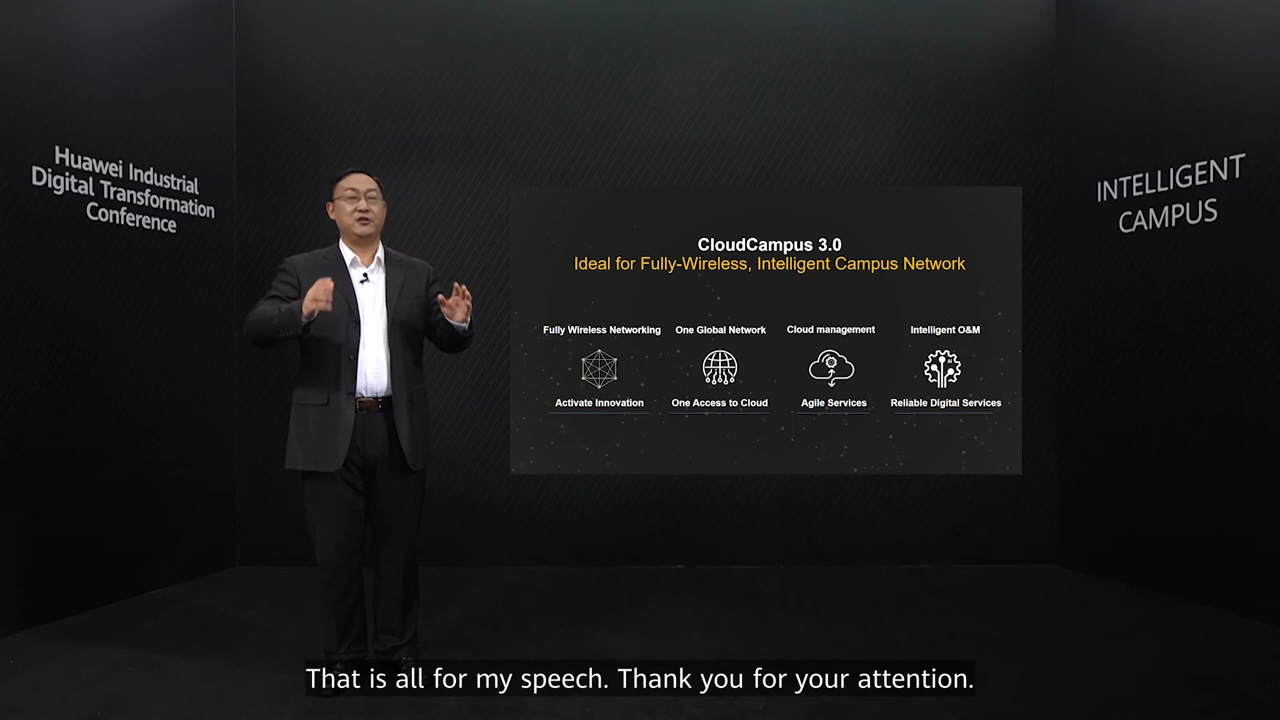 Huawei Industrial
Digital Transformation
Conference
INTELLIGENT
CAMPUS
CloudCampus 3.0
Ideal for Fully-Wireless, Intelligent Campus Network
Fully Wireless Networking
One Global Network
Cloud management
Intelligent O&M
AI
Activate Innovation
One Access to Cloud
Agile Services
Reliable Digital Services
That is all for my speech. Thank you for your attention.